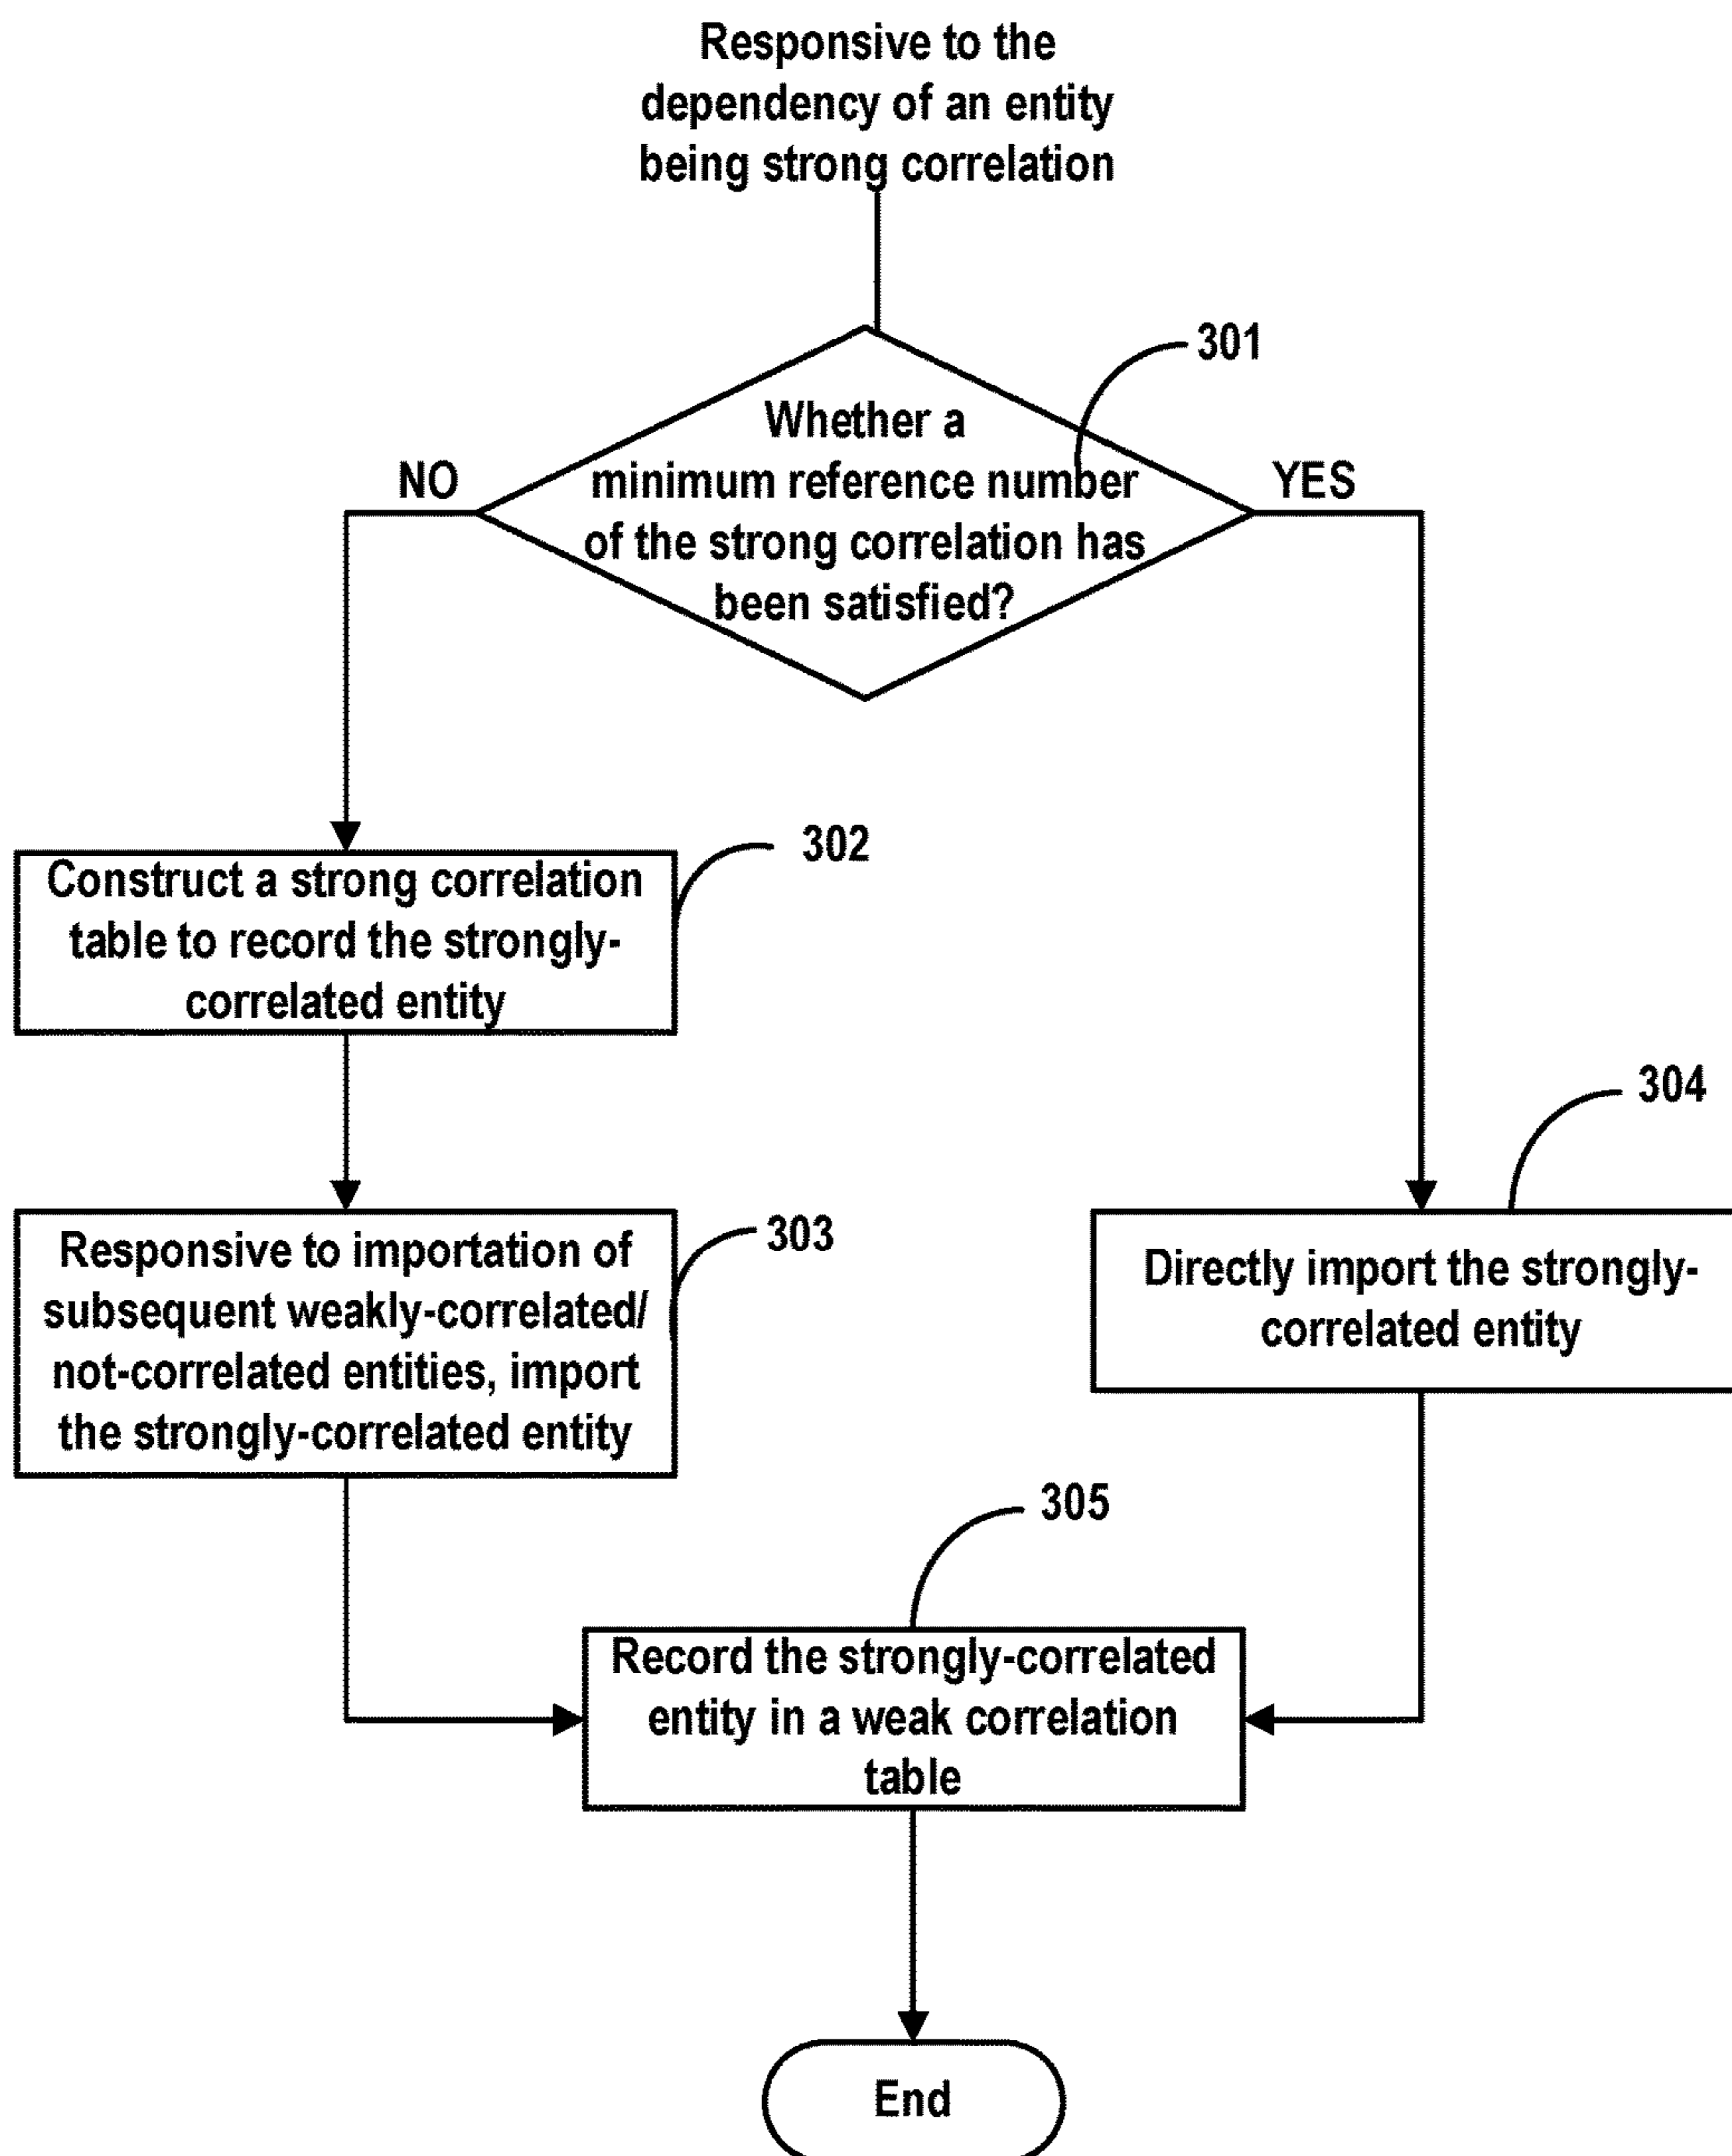 Responsive to the
dependency of an entity
being strong correlation
301
Whether a
minimum reference number
of the strong correlation has
been satisfied?
NO
YES
302
Construct a strong correlation
table to record the strongly-
correlated entity
304
303
Responsive to importation of
subsequent weakly-correlated/
not-correlated entities, import
the strongly-correlated entity
Directly import the strongly-
correlated entity
305
Record the strongly-correlated
entity in a weak correlation
table
End